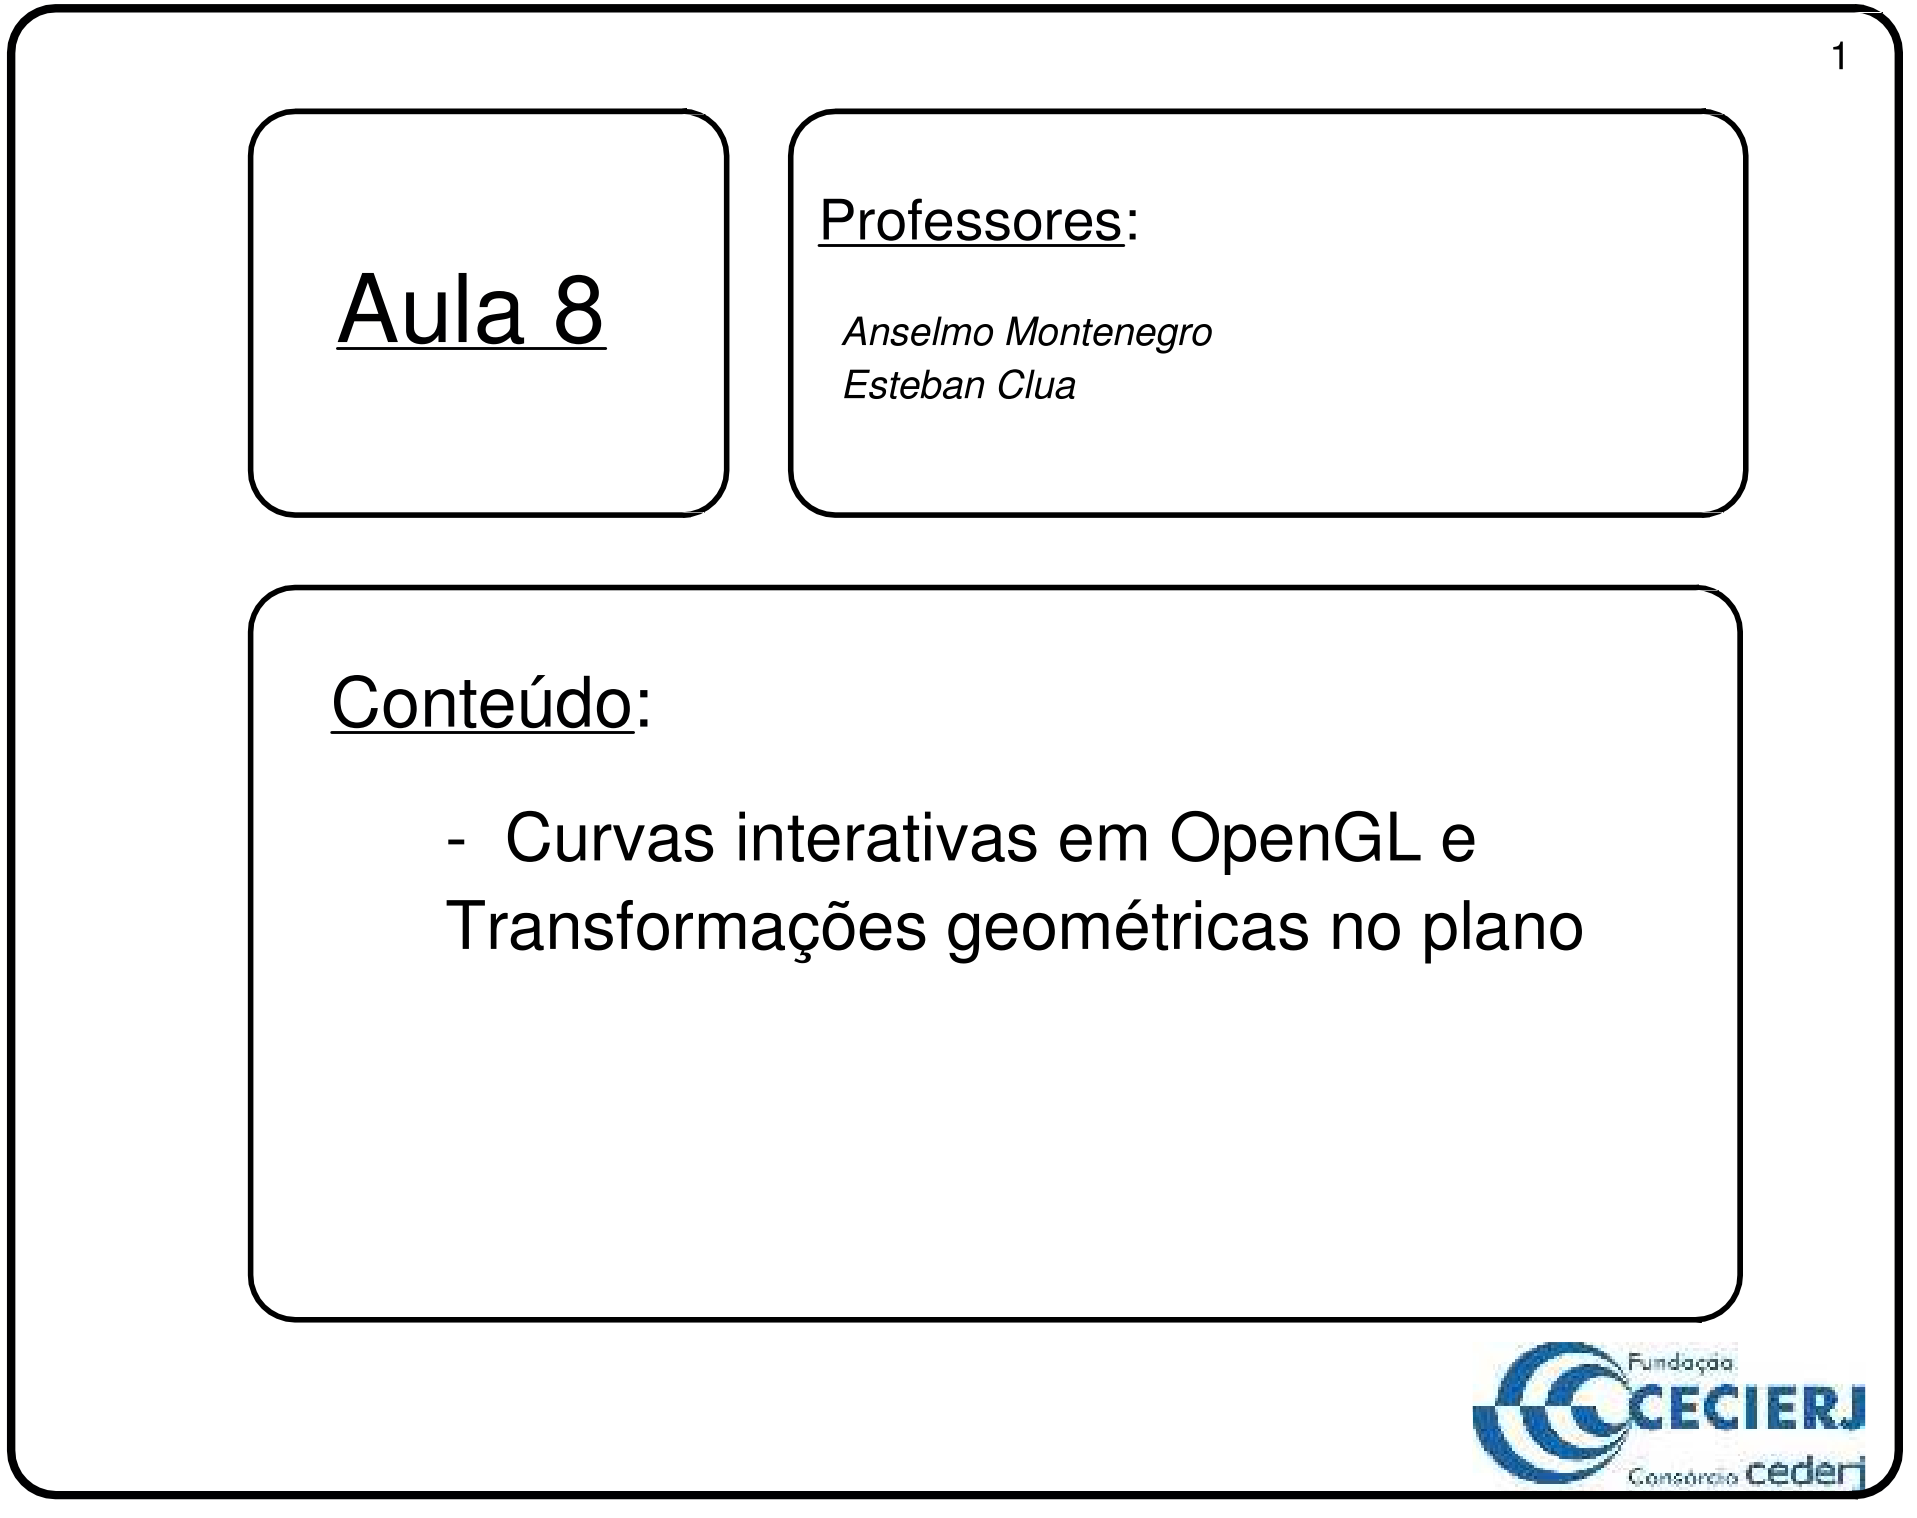 1
Aula 8
Professores:
Anselmo Montenegro
Esteban Clua
Conteúdo:
- Curvas interativas em OpenGL e
Transformações geométricas no plano
Fundação
CECIERJ
Consórcio cederj